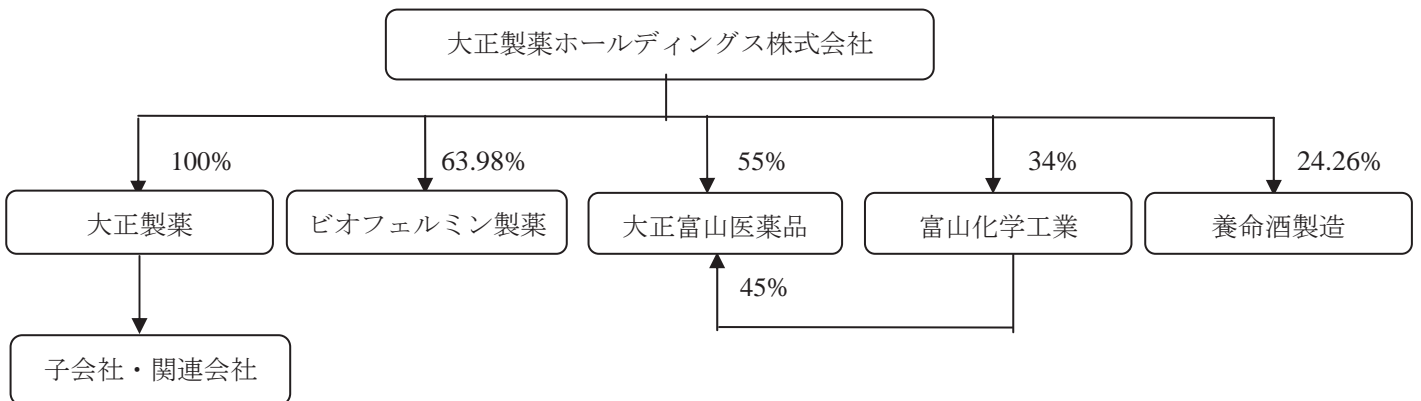 大正製薬ホールディングス株式会社
100%
63.98%
55%
34%
24.26%
大正製薬
ビオフェルミン製薬
大正富山医薬品
富山化学工業
養命酒製造
45%
子会社・関連会社